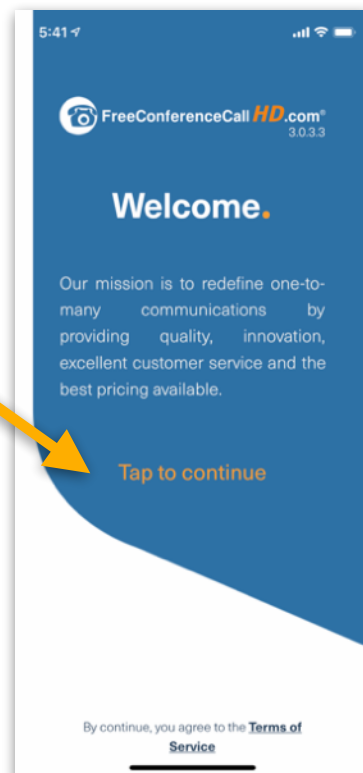 5:41
FreeConferenceCall HD.com®
3.0.3.3
Welcome.
Our mission is to redefine one-to-
many communications by
providing quality, innovation,
excellent customer service and the
best pricing available.
Tap to continue
By continue, you agree to the Terms of
Service